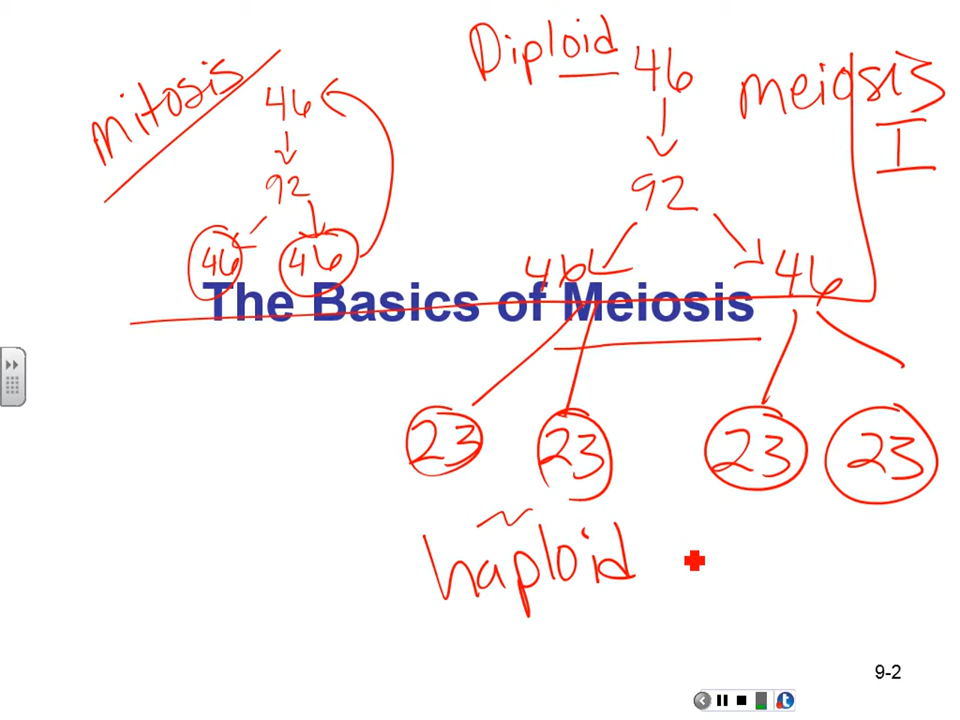 mitosis
46
92
46 46
Diploid 46
meiosis
I
92
46 46
The Basics of Meiosis
23 23 23 23
haploid
9-2